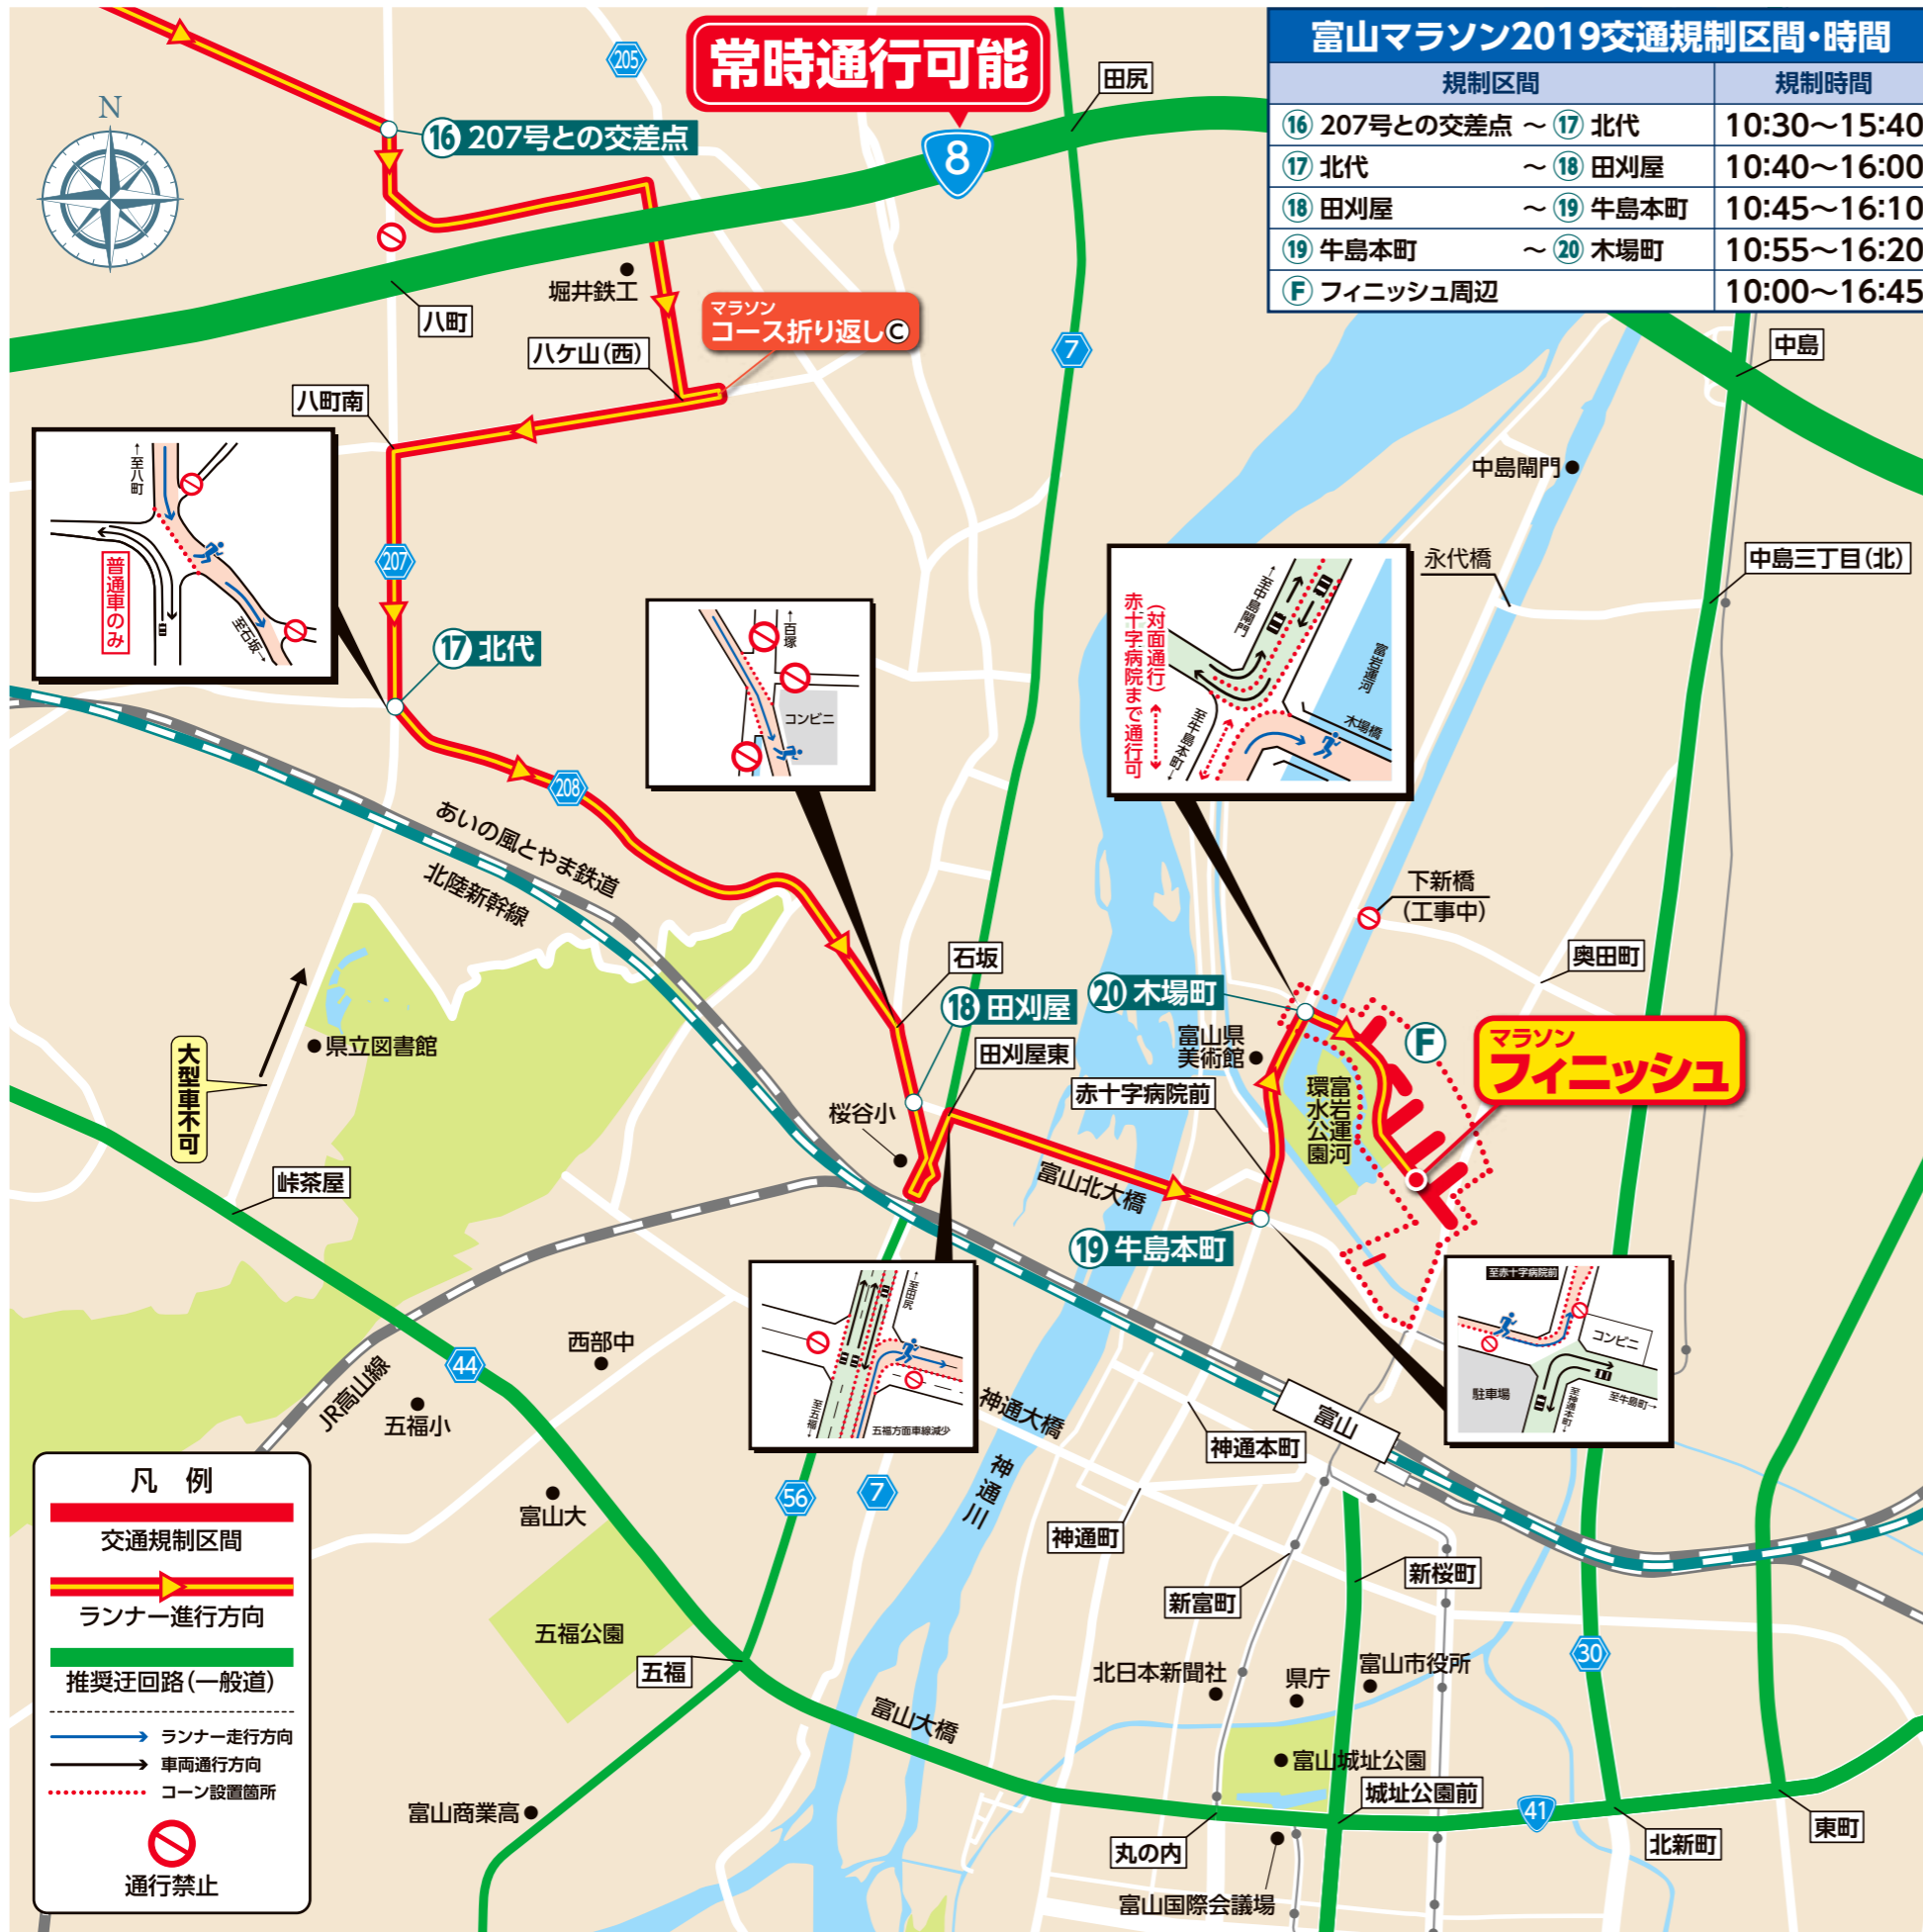 常時通行可能
富山マラソン2019交通規制区間・時間
規制区間 規制時間
⑯ 207号との交差点 ～ ⑰ 北代 10:30～15:40
⑰ 北代 ～ ⑱ 田刈屋 10:40～16:00
⑱ 田刈屋 ～ ⑲ 牛島本町 10:45～16:10
⑲ 牛島本町 ～ ⑳ 木場町 10:55～16:20
Ⓕ フィニッシュ周辺 10:00～16:45
N
205
田尻
⑯ 207号との交差点
8
堀井鉄工
八町
マラソン
コース折り返しⒸ
八ケ山(西)
7
中島
八町南
中島閘門
←至八町
普通車のみ
至石坂→
207
⑰ 北代
←百塚
コンビニ
(対面通行)
赤十字病院まで通行可
←至中島閘門
富岩運河
木場橋
至牛島本町→
永代橋
中島三丁目(北)
208
あいの風とやま鉄道
北陸新幹線
下新橋
(工事中)
石坂
奥田町
⑱ 田刈屋
⑳ 木場町
富山県
美術館
Ⓕ
マラソン
フィニッシュ
県立図書館
大型車不可
田刈屋東
赤十字病院前
桜谷小
富岩運河
環水公園
峠茶屋
富山北大橋
⑲ 牛島本町
←至田尻
至五福→
五福方面車線減少
至赤十字病院前
コンビニ
駐車場
至牛島町→
至神通本町→
西部中
44
JR高山線
五福小
神通大橋
富山
神通本町
凡 例
交通規制区間
ランナー進行方向
推奨迂回路(一般道)
ランナー走行方向
車両通行方向
コーン設置箇所
通行禁止
富山大
56
7
神通川
神通町
新桜町
新富町
五福公園
五福
北日本新聞社
県庁
富山市役所
30
富山大橋
富山城址公園
城址公園前
41
富山商業高
丸の内
北新町
東町
富山国際会議場